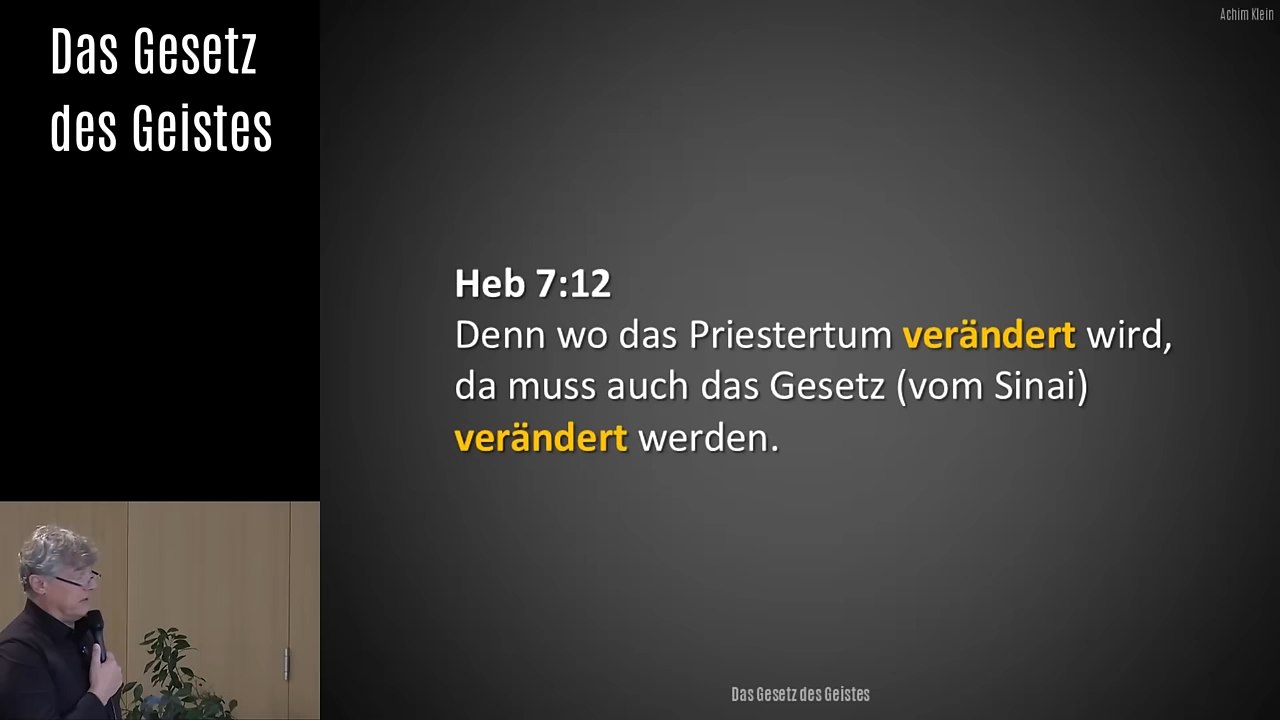 Das Gesetz
des Geistes
Achim Klein
Heb 7:12
Denn wo das Priestertum verändert wird,
da muss auch das Gesetz (vom Sinai)
verändert werden.
Das Gesetz des Geistes